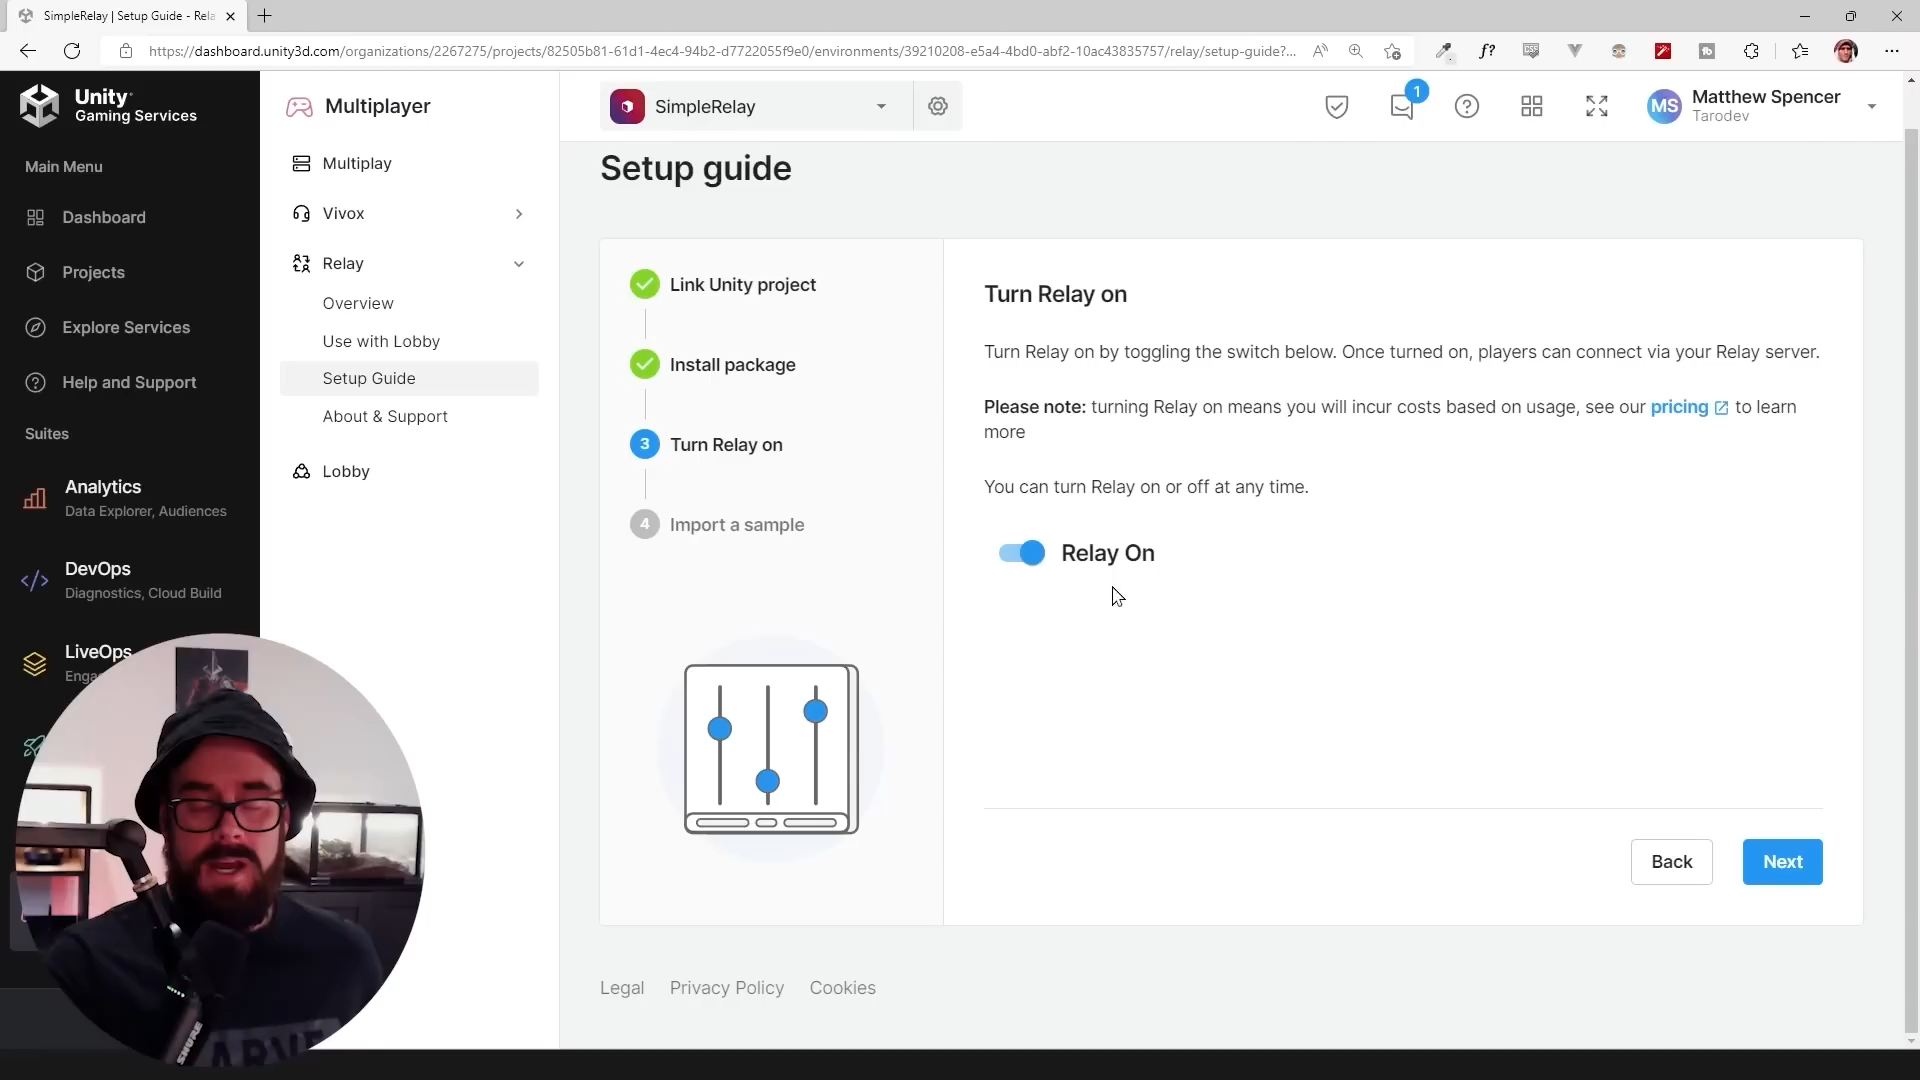 SimpleRelay | Setup Guide - Rela
https://dashboard.unity3d.com/organizations/2267275/projects/82505b81-61d1-4ec4-94b2-d7722055f9e0/environments/39210208-e5a4-4bd0-abf2-10ac43835757/relay/setup-guide?...
Unity
Gaming Services
Main Menu
Dashboard
Projects
Explore Services
Help and Support
Suites
Analytics
Data Explorer, Audiences
DevOps
Diagnostics, Cloud Build
LiveOps
Enga
Multiplayer
Multiplay
Vivox
Relay
Overview
Use with Lobby
Setup Guide
About & Support
Lobby
SimpleRelay
1
MS
Matthew Spencer
Tarodev
Setup guide
Link Unity project
Install package
3 Turn Relay on
4 Import a sample
Turn Relay on
Turn Relay on by toggling the switch below. Once turned on, players can connect via your Relay server.
Please note: turning Relay on means you will incur costs based on usage, see our pricing to learn
more
You can turn Relay on or off at any time.
Relay On
Back
Next
Legal
Privacy Policy
Cookies
SHURE